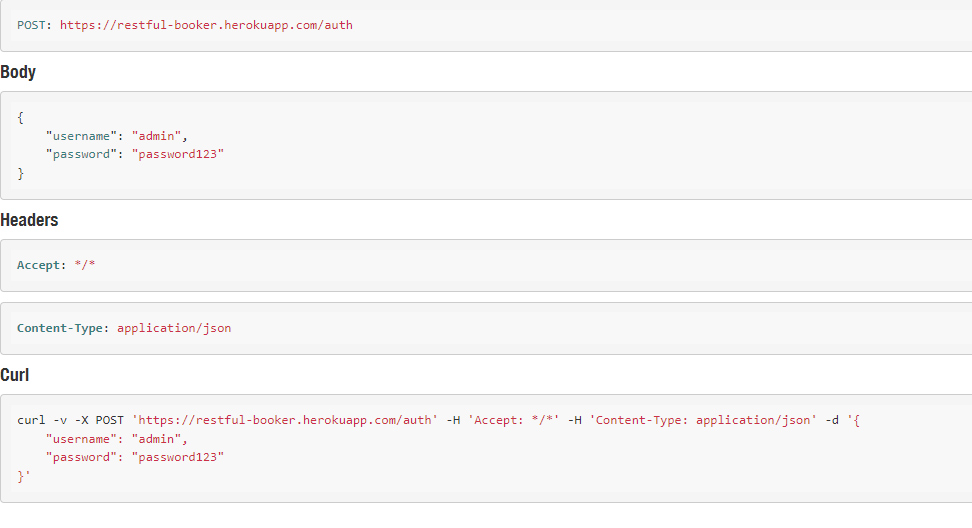 POST: https://restful-booker.herokuapp.com/auth
Body
{
    "username": "admin",
    "password": "password123"
}
Headers
Accept: */*
Content-Type: application/json
Curl
curl -v -X POST 'https://restful-booker.herokuapp.com/auth' -H 'Accept: */*' -H 'Content-Type: application/json' -d '{
    "username": "admin",
    "password": "password123"
}'